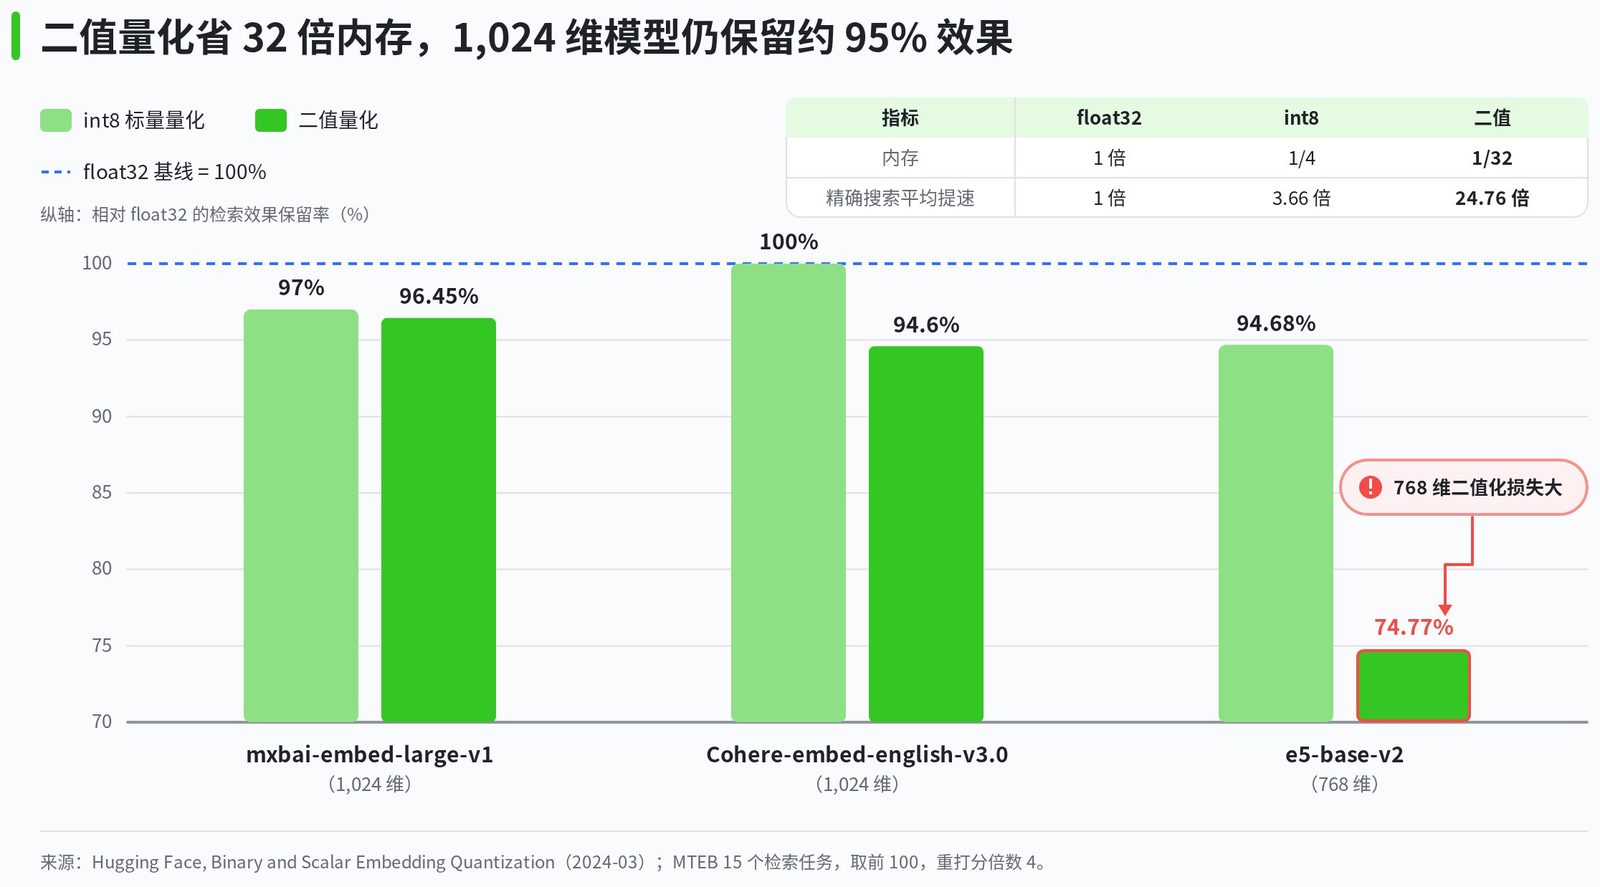 二值量化省 32 倍内存，1,024 维模型仍保留约 95% 效果
int8 标量量化 二值量化
float32 基线 = 100%
纵轴：相对 float32 的检索效果保留率（%）
指标 float32 int8 二值
内存 1 倍 1/4 1/32
精确搜索平均提速 1 倍 3.66 倍 24.76 倍
100
95
90
85
80
75
70
97%
96.45%
100%
94.6%
94.68%
768 维二值化损失大
74.77%
mxbai-embed-large-v1
（1,024 维）
Cohere-embed-english-v3.0
（1,024 维）
e5-base-v2
（768 维）
来源：Hugging Face, Binary and Scalar Embedding Quantization（2024-03）；MTEB 15 个检索任务，取前 100，重打分倍数 4。